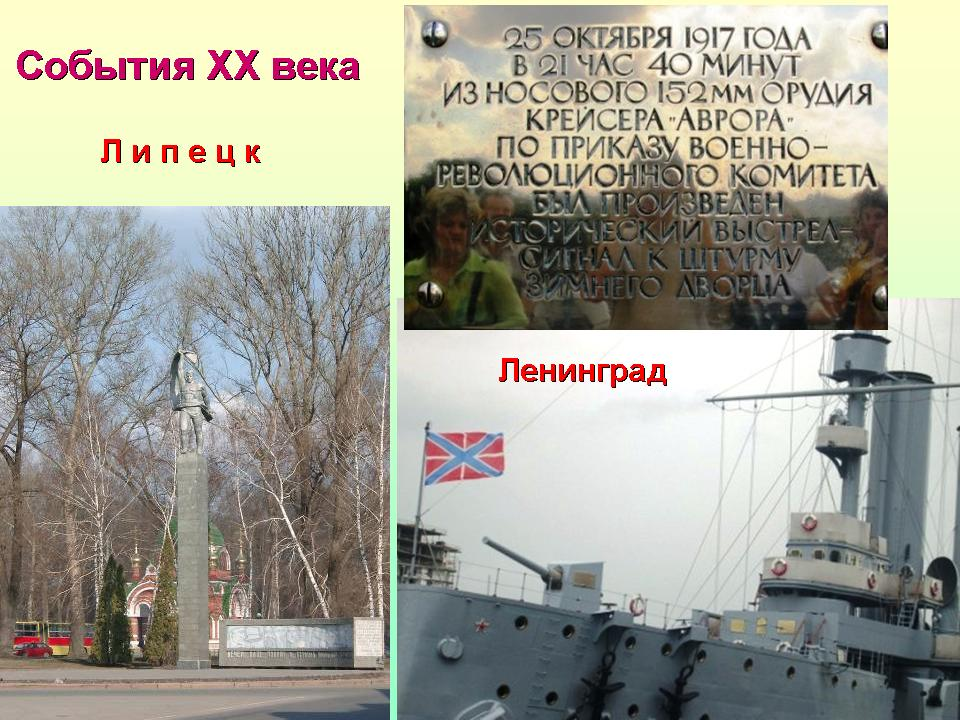 События XX века
Л и п е ц к
25 ОКТЯБРЯ 1917 ГОДА
В 21 ЧАС 40 МИНУТ
ИЗ НОСОВОГО 152ММ ОРУДИЯ
КРЕЙСЕРА "АВРОРА"
ПО ПРИКАЗУ ВОЕННО-
РЕВОЛЮЦИОННОГО КОМИТЕТА
БЫЛ ПРОИЗВЕДЕН
ИСТОРИЧЕСКИЙ ВЫСТРЕЛ-
СИГНАЛ К ШТУРМУ
ЗИМНЕГО ДВОРЦА
Ленинград